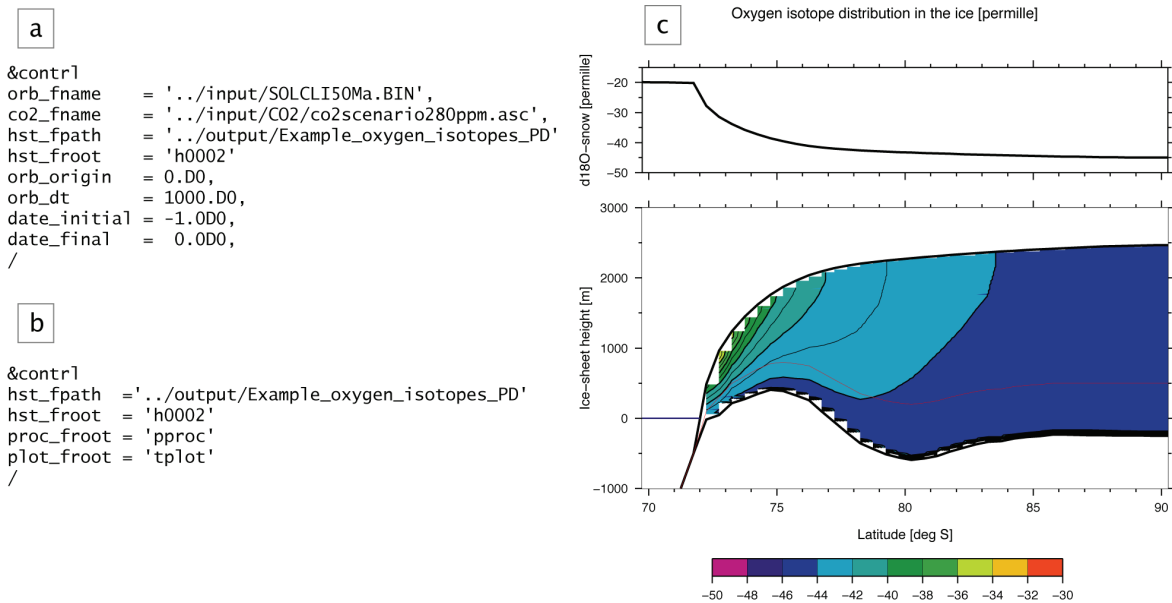 a
&contrl
orb_fname    = '../input/SOLCLI50Ma.BIN',
co2_fname    = '../input/CO2/co2scenario280ppm.asc',
hst_fpath    = '../output/Example_oxygen_isotopes_PD'
hst_froot    = 'h0002'
orb_origin   = 0.D0,
orb_dt       = 1000.D0,
date_initial = -1.0D0,
date_final   =  0.0D0,
/
b
&contrl
hst_fpath  ='../output/Example_oxygen_isotopes_PD'
hst_froot  = 'h0002'
proc_froot = 'pproc'
plot_froot = 'tplot'
/
c
Oxygen isotope distribution in the ice [permille]
d18O−snow [permille]
−20
−30
−40
−50
Ice−sheet height [m]
3000
2000
1000
0
−1000
70 75 80 85 90
Latitude [deg S]
−50 −48 −46 −44 −42 −40 −38 −36 −34 −32 −30